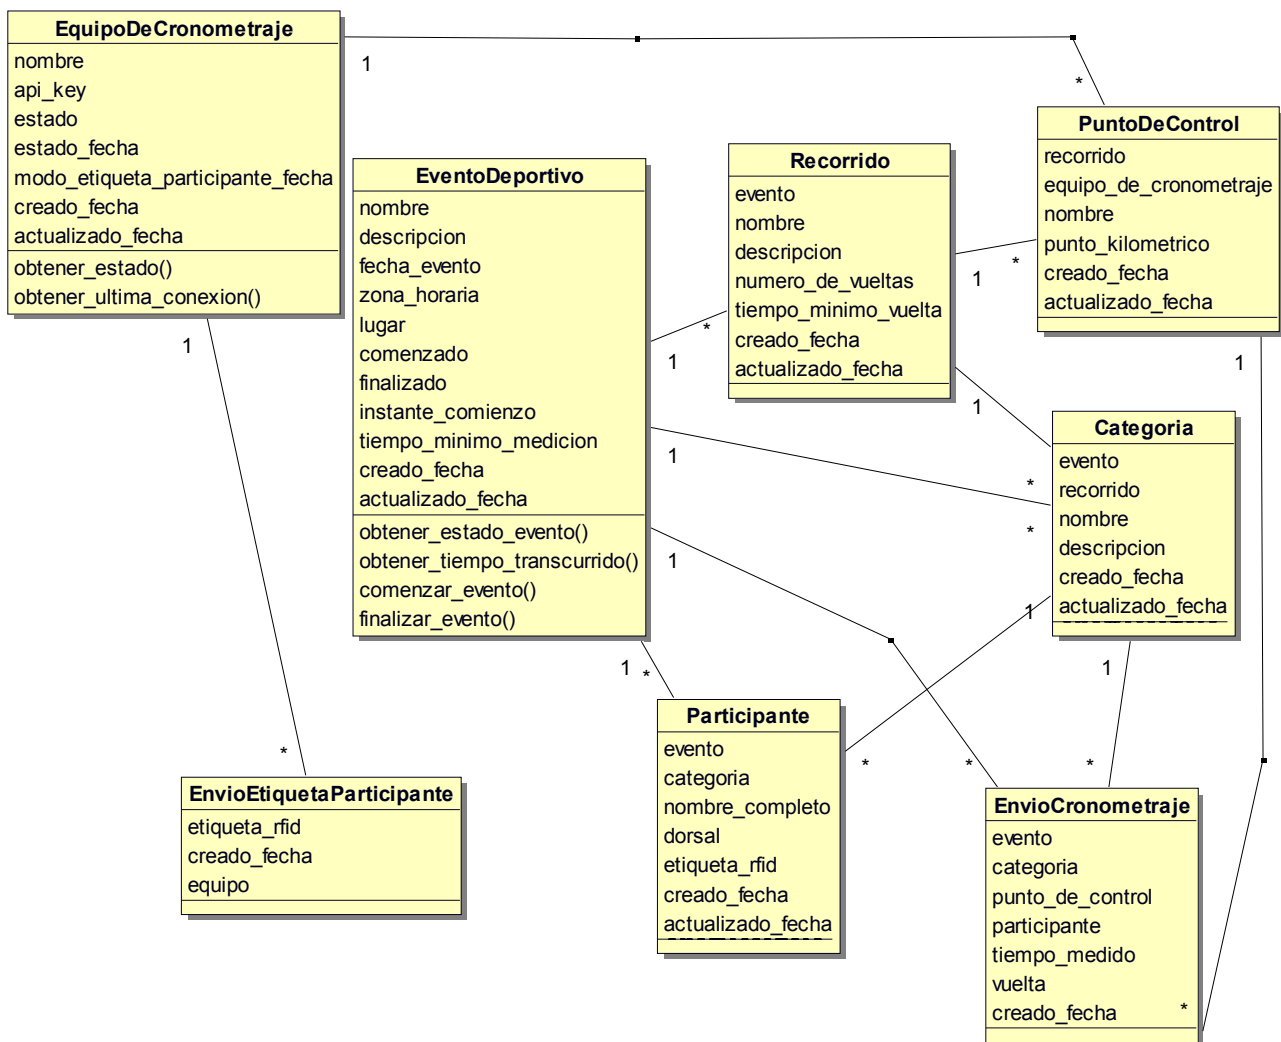 EquipoDeCronometraje
nombre
api_key
estado
estado_fecha
modo_etiqueta_participante_fecha
creado_fecha
actualizado_fecha
obtener_estado()
obtener_ultima_conexion()
1
*
1
*
PuntoDeControl
recorrido
equipo_de_cronometraje
nombre
punto_kilometrico
creado_fecha
actualizado_fecha
1
*
1
Recorrido
evento
nombre
descripcion
numero_de_vueltas
tiempo_minimo_vuelta
creado_fecha
actualizado_fecha
1
*
EventoDeportivo
nombre
descripcion
fecha_evento
zona_horaria
lugar
comenzado
finalizado
instante_comienzo
tiempo_minimo_medicion
creado_fecha
actualizado_fecha
obtener_estado_evento()
obtener_tiempo_transcurrido()
comenzar_evento()
finalizar_evento()
1
*
1
*
1
*
1
*
Categoria
evento
recorrido
nombre
descripcion
creado_fecha
actualizado_fecha
1
*
1
*
Participante
evento
categoria
nombre_completo
dorsal
etiqueta_rfid
creado_fecha
actualizado_fecha
EnvioEtiquetaParticipante
etiqueta_rfid
creado_fecha
equipo
EnvioCronometraje
evento
categoria
punto_de_control
participante
tiempo_medido
vuelta
creado_fecha
*